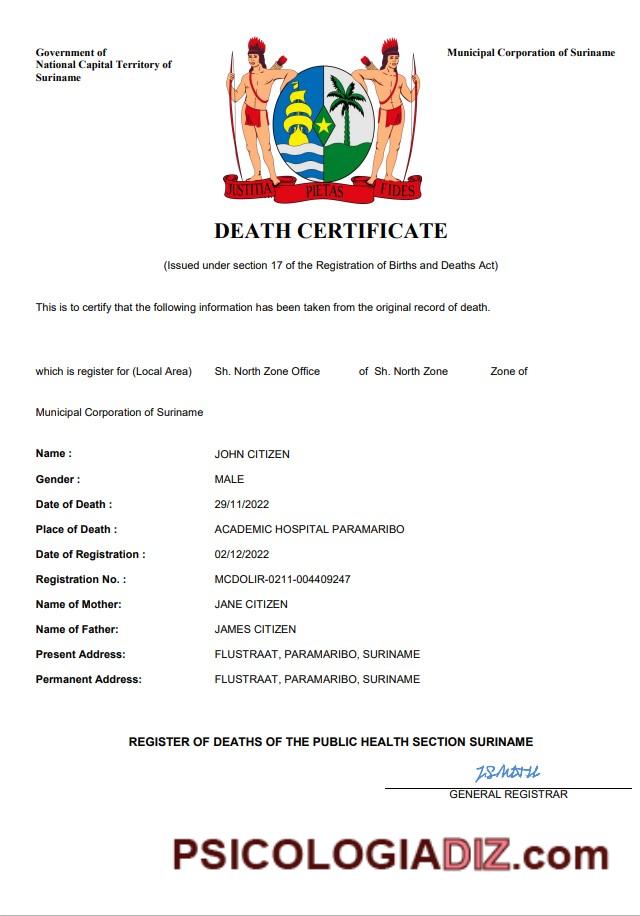 Government of
National Capital Territory of
Suriname
Municipal Corporation of Suriname
JUSTITIA PIETAS FIDES
DEATH CERTIFICATE
(Issued under section 17 of the Registration of Births and Deaths Act)
This is to certify that the following information has been taken from the original record of death.
which is register for (Local Area) Sh. North Zone Office of Sh. North Zone Zone of
Municipal Corporation of Suriname
Name : JOHN CITIZEN
Gender : MALE
Date of Death : 29/11/2022
Place of Death : ACADEMIC HOSPITAL PARAMARIBO
Date of Registration : 02/12/2022
Registration No. : MCDOLIR-0211-004409247
Name of Mother: JANE CITIZEN
Name of Father: JAMES CITIZEN
Present Address: FLUSTRAAT, PARAMARIBO, SURINAME
Permanent Address: FLUSTRAAT, PARAMARIBO, SURINAME
REGISTER OF DEATHS OF THE PUBLIC HEALTH SECTION SURINAME
GENERAL REGISTRAR
PSICOLOGIADIZ.com